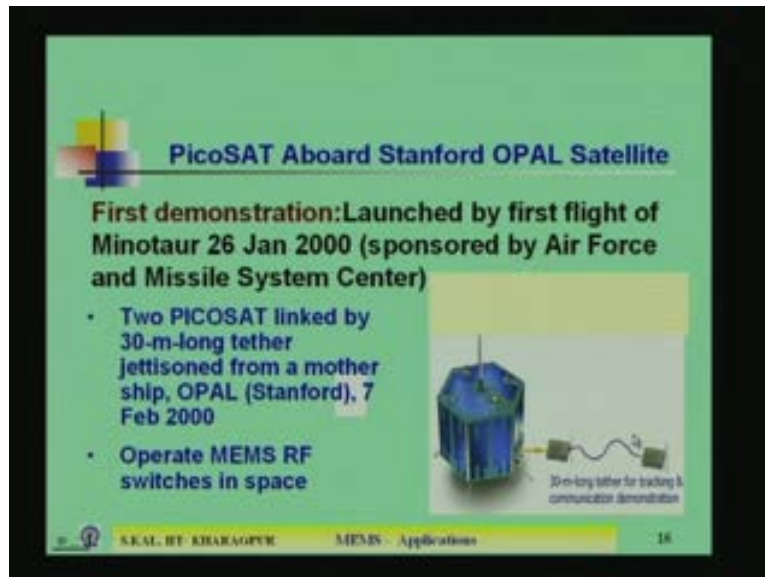 PicoSAT Aboard Stanford OPAL Satellite
First demonstration:Launched by first flight of
Minotaur 26 Jan 2000 (sponsored by Air Force
and Missile System Center)
• Two PICOSAT linked by
30-m-long tether
jettisoned from a mother
ship, OPAL (Stanford), 7
Feb 2000
• Operate MEMS RF
switches in space
30-m-long tether for tracking &
communication demonstration
S.KAL, IIT- KHARAGPUR MEMS - Applications 16